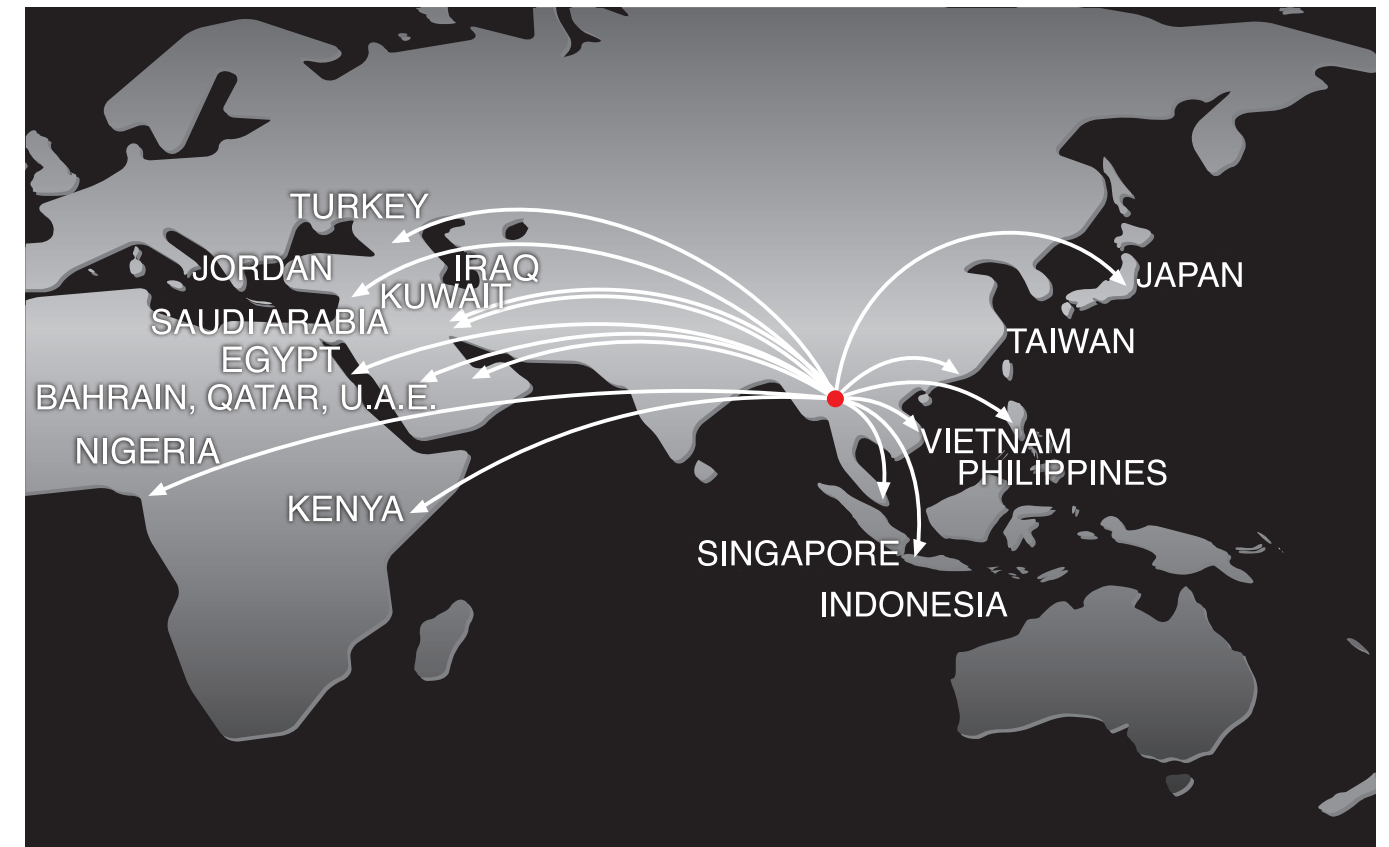 TURKEY
JORDAN
IRAQ
KUWAIT
SAUDI ARABIA
EGYPT
BAHRAIN, QATAR, U.A.E.
NIGERIA
KENYA
JAPAN
TAIWAN
VIETNAM
PHILIPPINES
SINGAPORE
INDONESIA